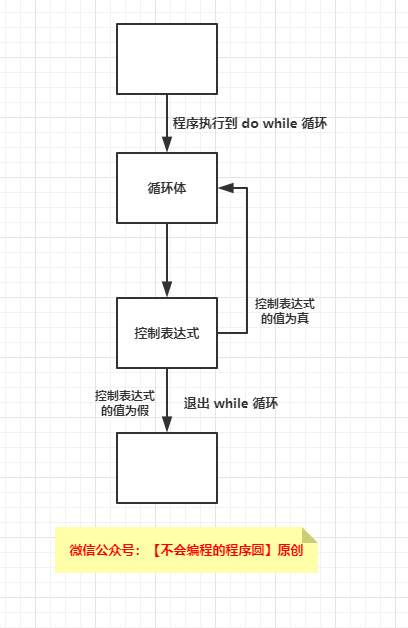 程序执行到 do while 循环
循环体
控制表达式
的值为真
控制表达式
控制表达式
的值为假
退出 while 循环
微信公众号：【不会编程的程序圆】原创